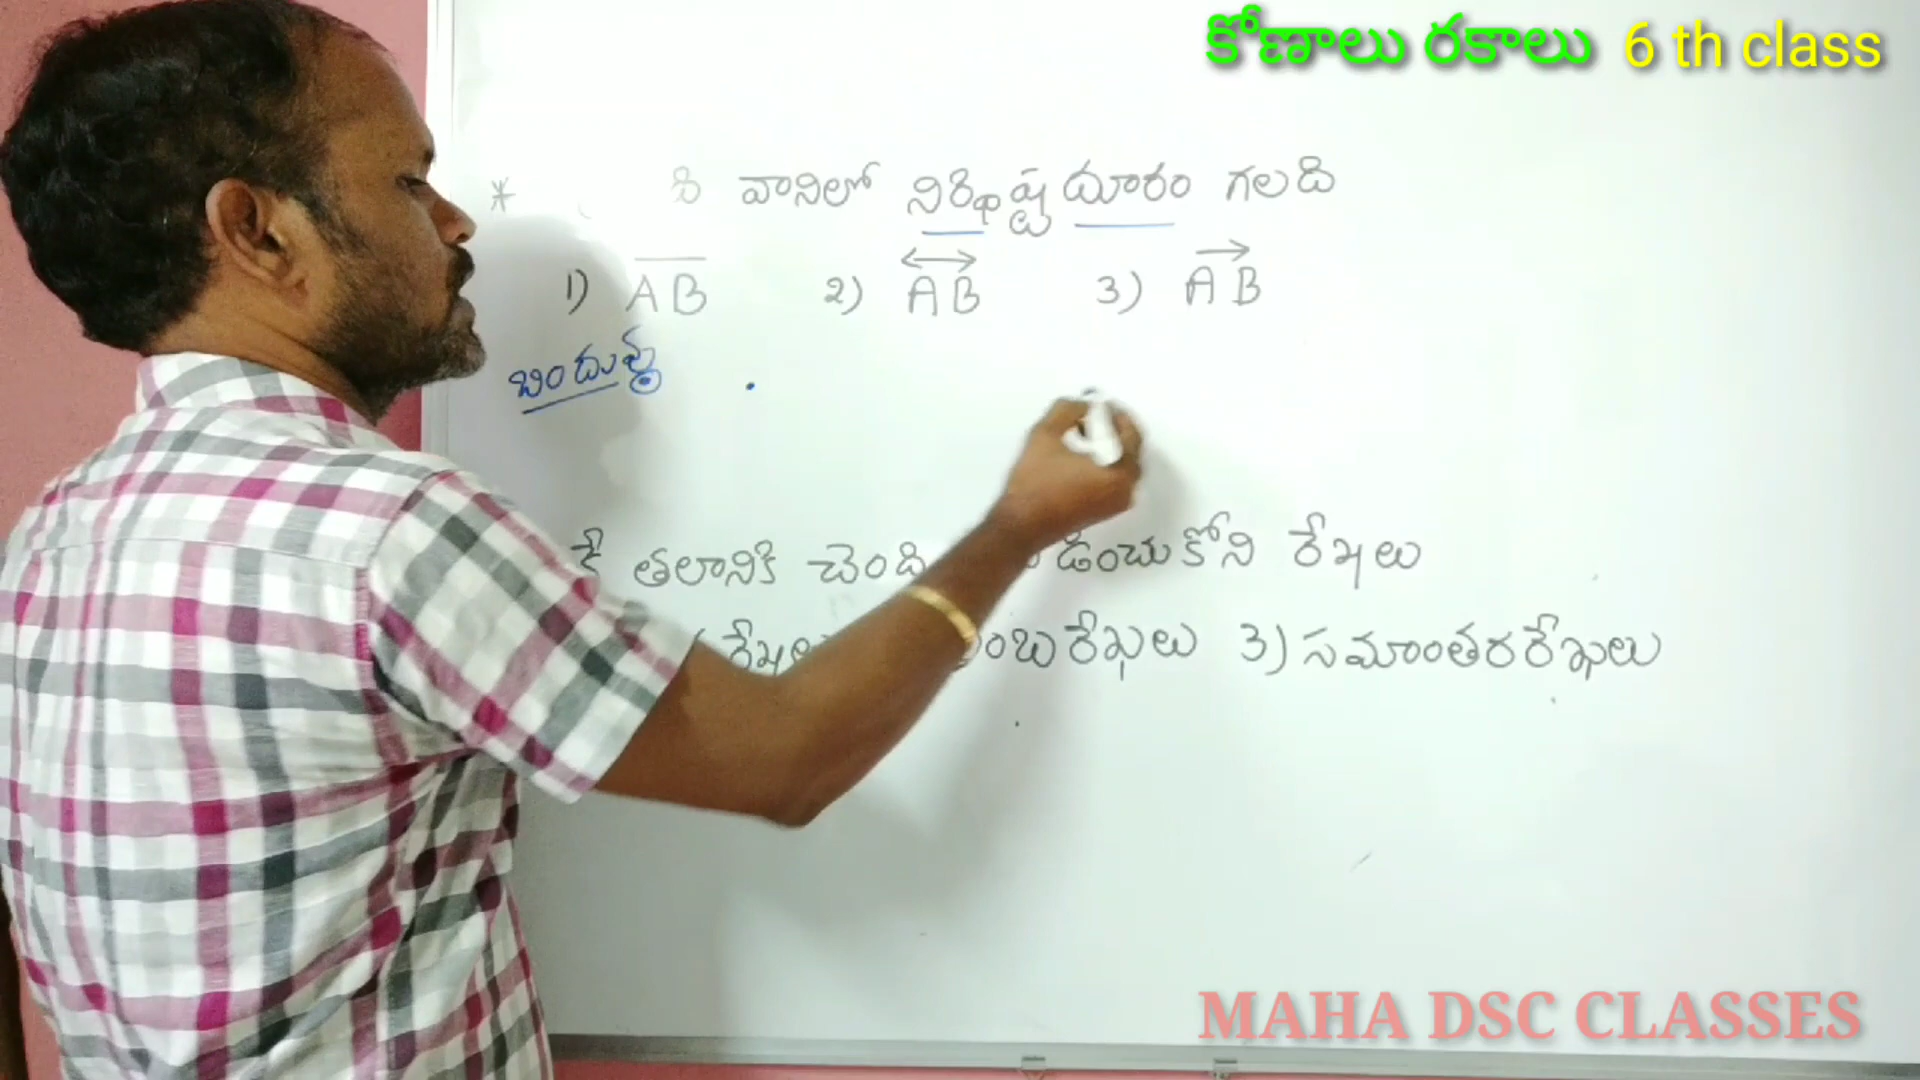 కోణాలు రకాలు 6 th class
* వానిలో నిర్ధిష్ట దూరం గలది
1) AB 2) AB 3) AB
బిందువు .
కే తలానికి చెంది డించుకోని రేఖలు
రేఖలు ంబరేఖలు 3) సమాంతరరేఖలు
MAHA DSC CLASSES